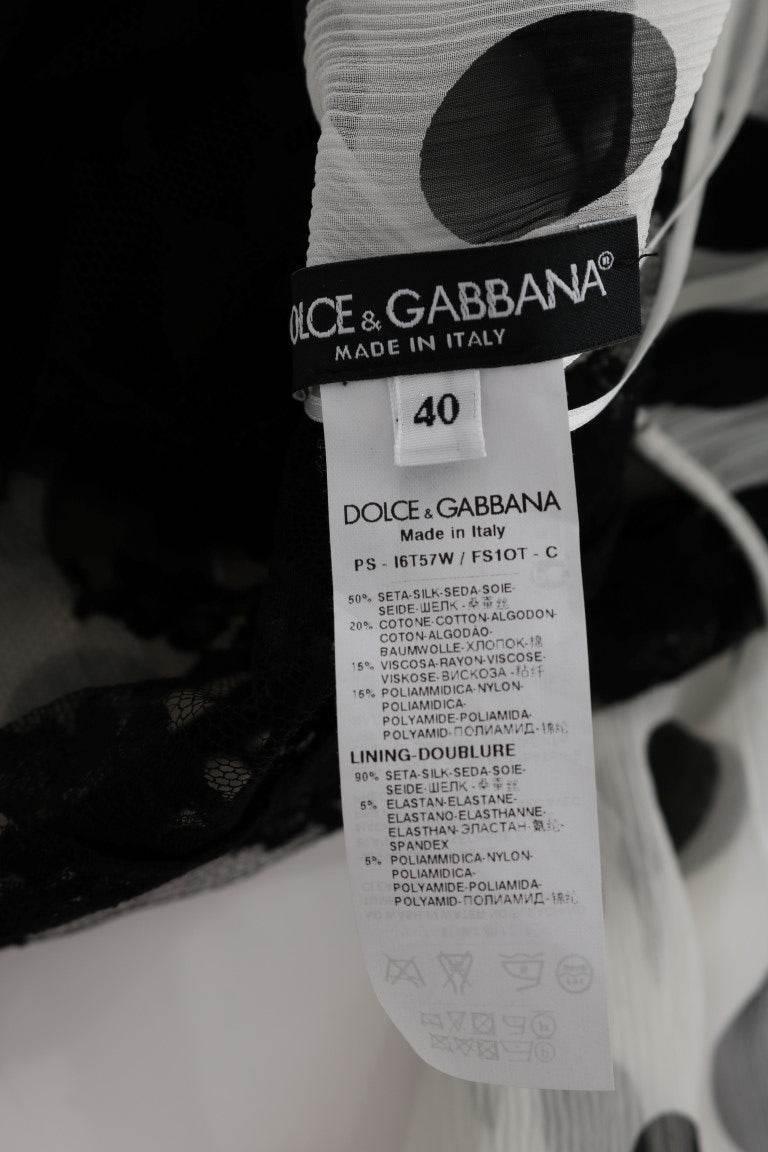 OLCE & GABBANA®
MADE IN ITALY
40
DOLCE & GABBANA
Made in Italy
PS - I6T57W / FS1OT - C
50% SETA-SILK-SEDA-SOIE-
SEIDE-ШЕЛК-桑蚕丝
20% COTONE-COTTON-ALGODON-
COTON-ALGODÃO-
BAUMWOLLE-ХЛОПОК-棉
15% VISCOSA-RAYON-VISCOSE-
VISKOSE-ВИСКОЗА-粘纤
15% POLIAMMIDICA-NYLON-
POLIAMIDICA-
POLYAMIDE-POLIAMIDA-
POLYAMID-ПОЛИАМИД-锦纶
LINING-DOUBLURE
90% SETA-SILK-SEDA-SOIE-
SEIDE-ШЕЛК-桑蚕丝
5% ELASTAN-ELASTANE-
ELASTANO-ELASTHANNE-
ELASTHAN-ЭЛАСТАН-氨纶-
SPANDEX
5% POLIAMMIDICA-NYLON-
POLIAMIDICA-
POLYAMIDE-POLIAMIDA-
POLYAMID-ПОЛИАМИД-锦纶